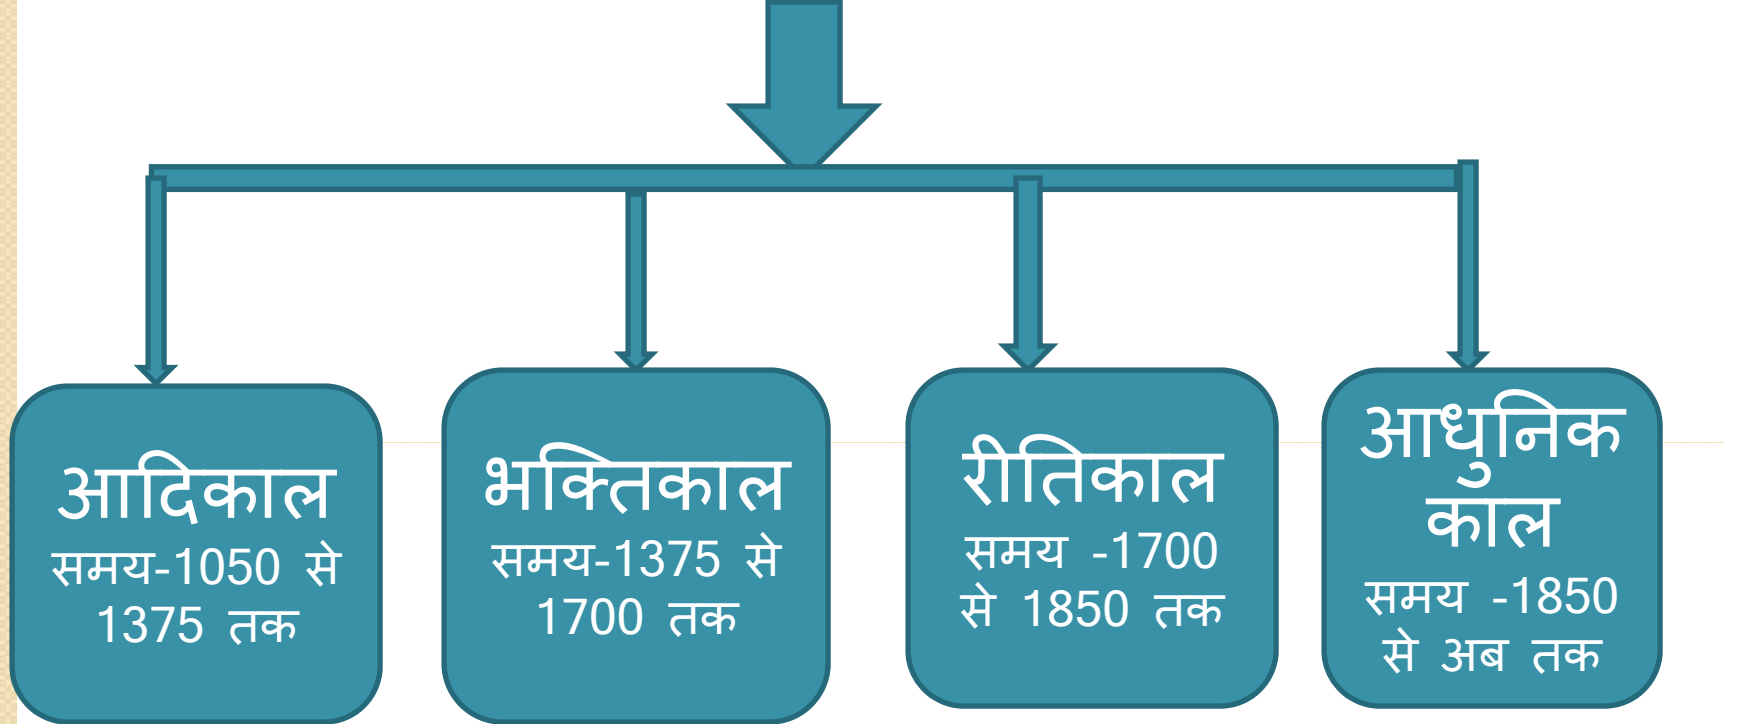 आदिकाल
समय-1050 से
1375 तक
भक्तिकाल
समय-1375 से
1700 तक
रीतिकाल
समय -1700
से 1850 तक
आधुनिक
काल
समय -1850
से अब तक